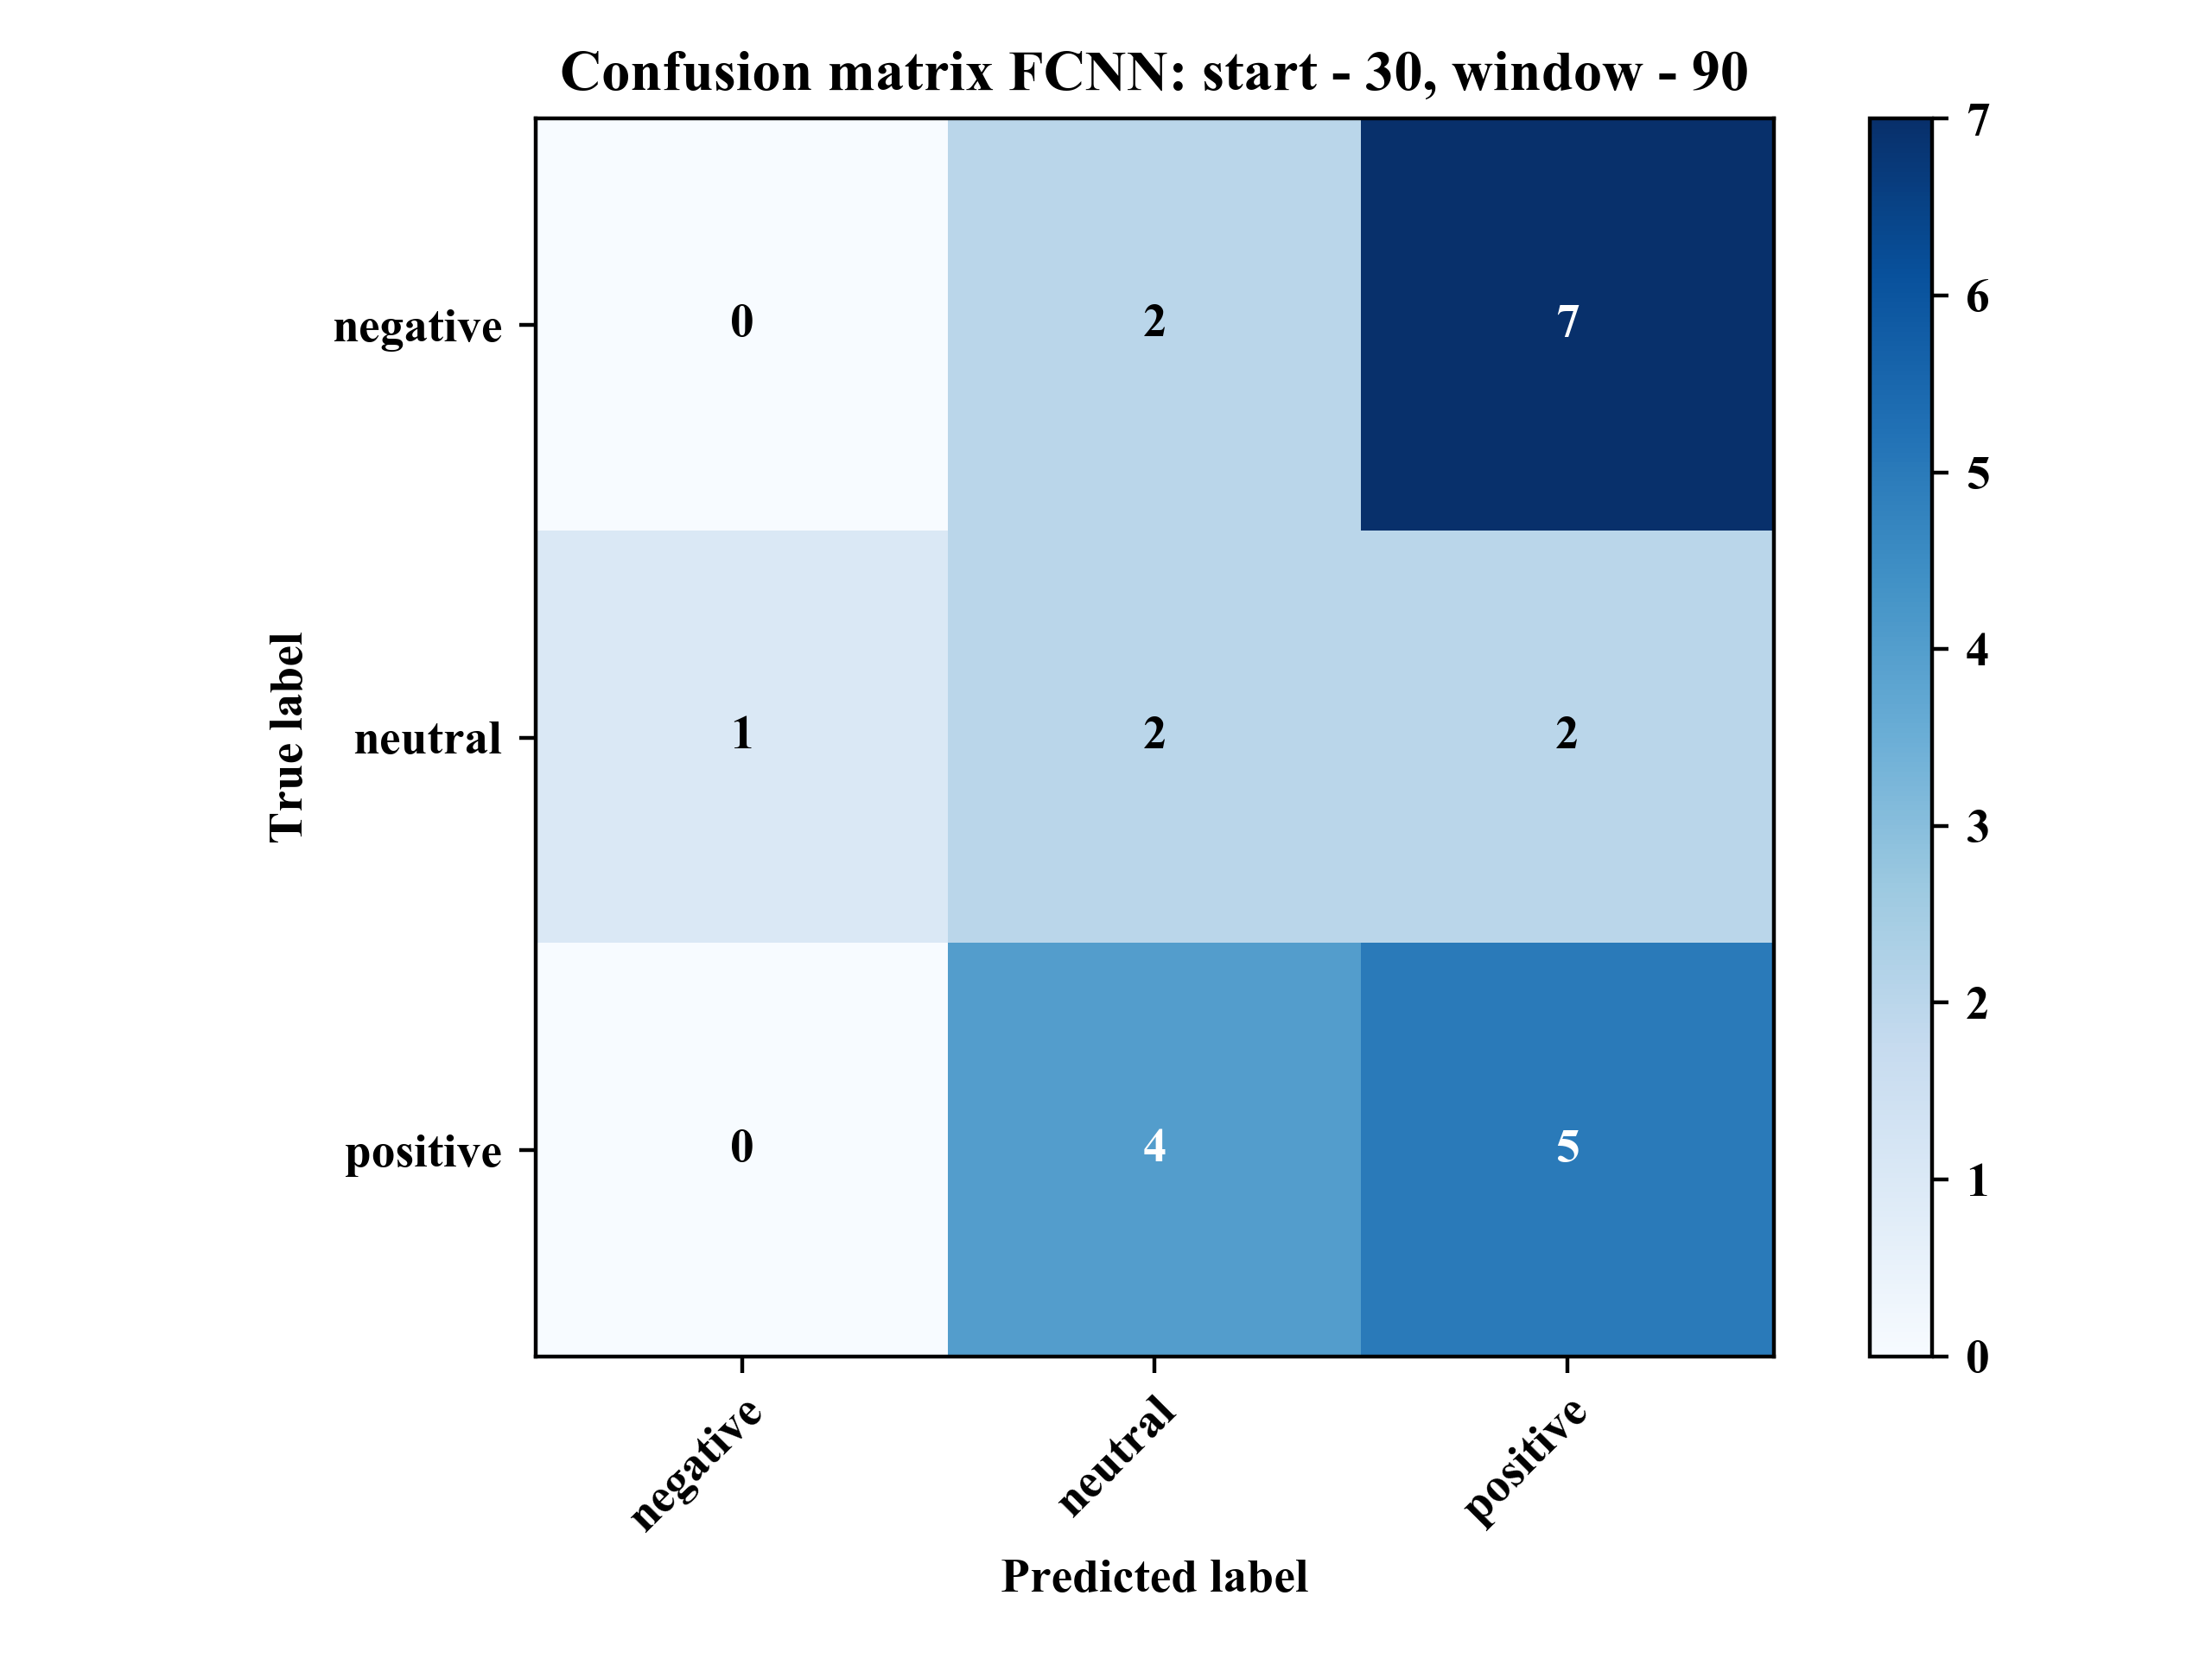 Confusion matrix FCNN: start - 30, window - 90
True label
negative
neutral
positive
0 2 7
1 2 2
0 4 5
negative neutral positive
Predicted label
7
6
5
4
3
2
1
0